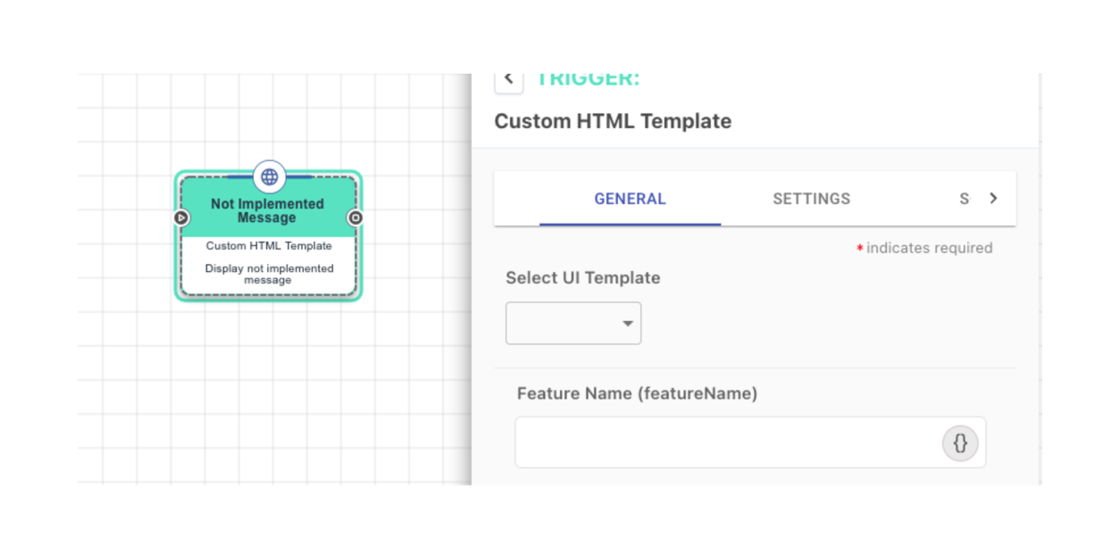 TRIGGER:
Custom HTML Template
Not Implemented
Message
Custom HTML Template
Display not implemented
message
GENERAL
SETTINGS
S
* indicates required
Select UI Template
Feature Name (featureName)
{}